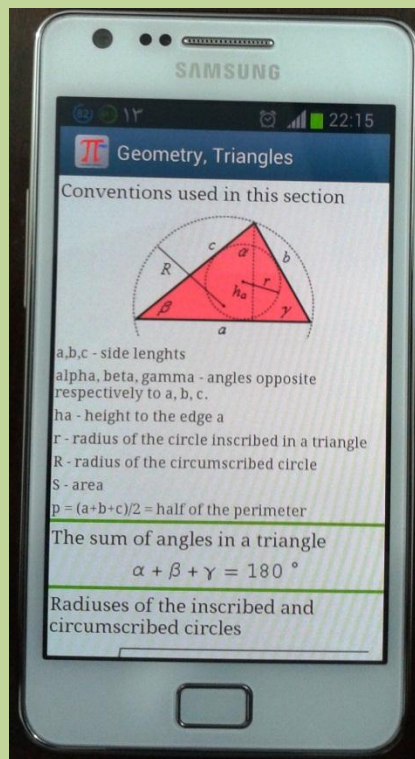 SAMSUNG
۱۳ 22:15
π Geometry, Triangles
Conventions used in this section
c α b
R r
ha
β γ
a
a,b,c - side lenghts
alpha, beta, gamma - angles opposite
respectively to a, b, c.
ha - height to the edge a
r - radius of the circle inscribed in a triangle
R - radius of the circumscribed circle
S - area
p = (a+b+c)/2 = half of the perimeter
The sum of angles in a triangle
α + β + γ = 180 °
Radiuses of the inscribed and
circumscribed circles